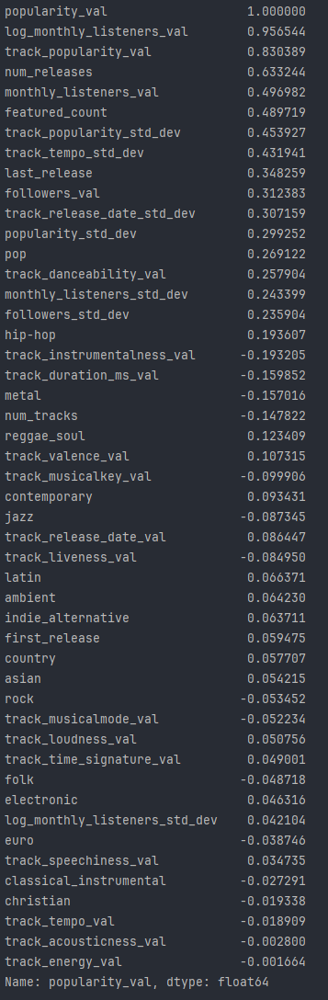 popularity_val 1.000000
log_monthly_listeners_val 0.956544
track_popularity_val 0.830389
num_releases 0.633244
monthly_listeners_val 0.496982
featured_count 0.489719
track_popularity_std_dev 0.453927
track_tempo_std_dev 0.431941
last_release 0.348259
followers_val 0.312383
track_release_date_std_dev 0.307159
popularity_std_dev 0.299252
pop 0.269122
track_danceability_val 0.257904
monthly_listeners_std_dev 0.243399
followers_std_dev 0.235904
hip-hop 0.193607
track_instrumentalness_val -0.193205
track_duration_ms_val -0.159852
metal -0.157016
num_tracks -0.147822
reggae_soul 0.123409
track_valence_val 0.107315
track_musicalkey_val -0.099906
contemporary 0.093431
jazz -0.087345
track_release_date_val 0.086447
track_liveness_val -0.084950
latin 0.066371
ambient 0.064230
indie_alternative 0.063711
first_release 0.059475
country 0.057707
asian 0.054215
rock -0.053452
track_musicalmode_val -0.052234
track_loudness_val 0.050756
track_time_signature_val 0.049001
folk -0.048718
electronic 0.046316
log_monthly_listeners_std_dev 0.042104
euro -0.038746
track_speechiness_val 0.034735
classical_instrumental -0.027291
christian -0.019338
track_tempo_val -0.018909
track_acousticness_val -0.002800
track_energy_val -0.001664
Name: popularity_val, dtype: float64